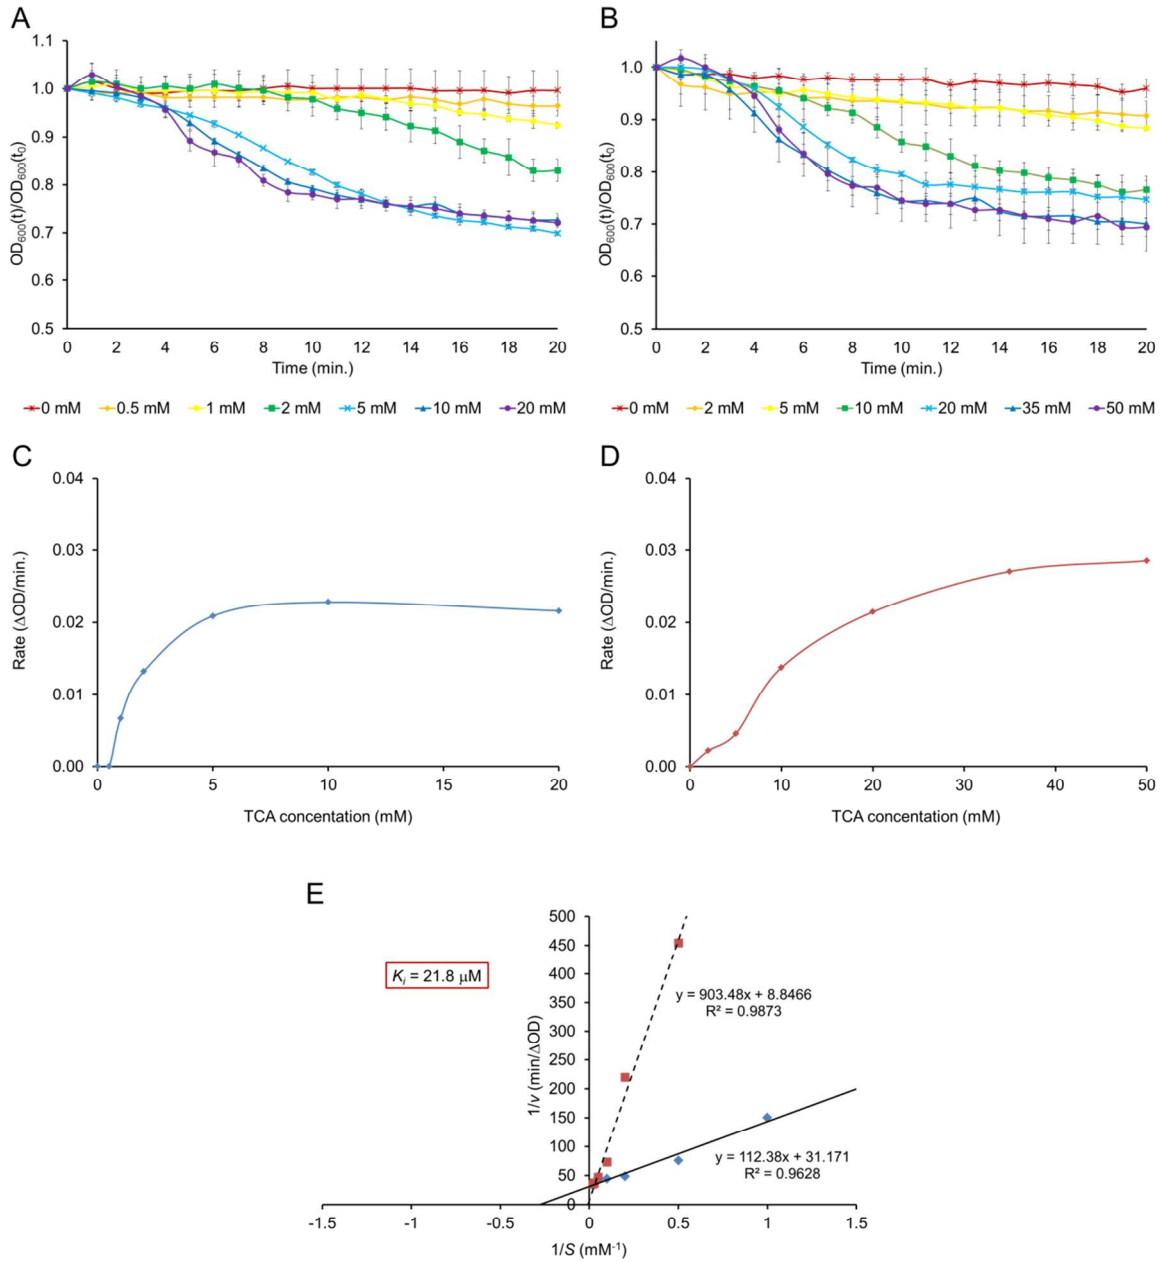 A
1.1
1.0
0.9
0.8
0.7
0.6
0.5
OD600(t)/OD600(t0)
0 2 4 6 8 10 12 14 16 18 20
Time (min.)
0 mM 0.5 mM 1 mM 2 mM 5 mM 10 mM 20 mM
B
1.0
0.9
0.8
0.7
0.6
0.5
OD600(t)/OD600(t0)
0 2 4 6 8 10 12 14 16 18 20
Time (min.)
0 mM 2 mM 5 mM 10 mM 20 mM 35 mM 50 mM
C
0.04
0.03
0.02
0.01
0.00
Rate (ΔOD/min.)
0 5 10 15 20
TCA concentation (mM)
D
0.04
0.03
0.02
0.01
0.00
Rate (ΔOD/min.)
0 10 20 30 40 50
TCA concentation (mM)
E
Ki = 21.8 μM
500
450
400
350
300
250
200
150
100
50
0
1/v (min/ΔOD)
y = 903.48x + 8.8466
R² = 0.9873
y = 112.38x + 31.171
R² = 0.9628
-1.5 -1 -0.5 0 0.5 1 1.5
1/S (mM-1)